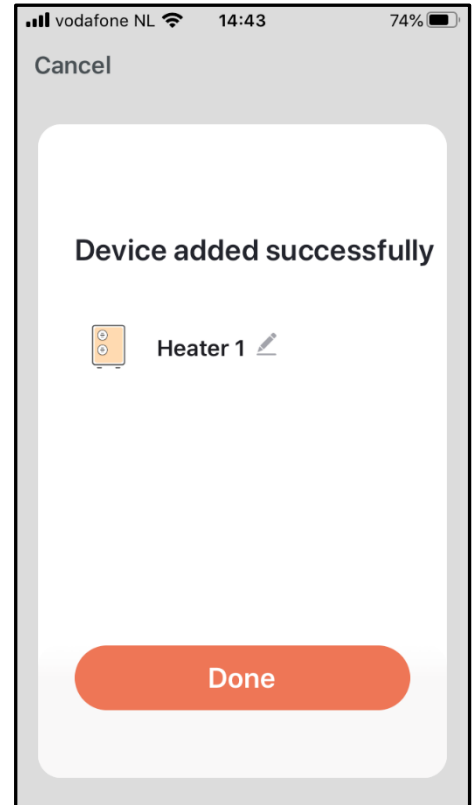 vodafone NL 14:43 74%
Cancel
Device added successfully
Heater 1
Done